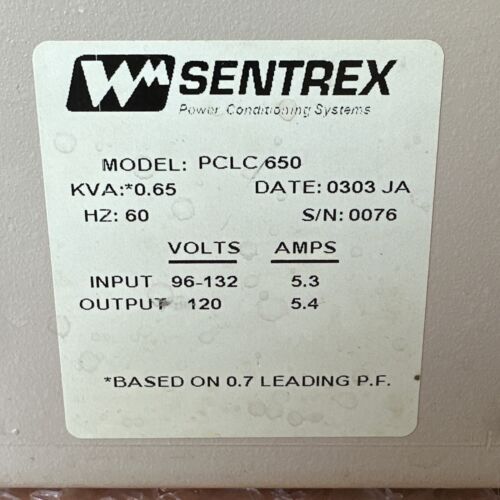 WM SENTREX
Power Conditioning Systems
MODEL: PCLC/650
KVA:*0.65 DATE: 0303 JA
HZ: 60 S/N: 0076
VOLTS AMPS
INPUT 96-132 5.3
OUTPUT 120 5.4
*BASED ON 0.7 LEADING P.F.